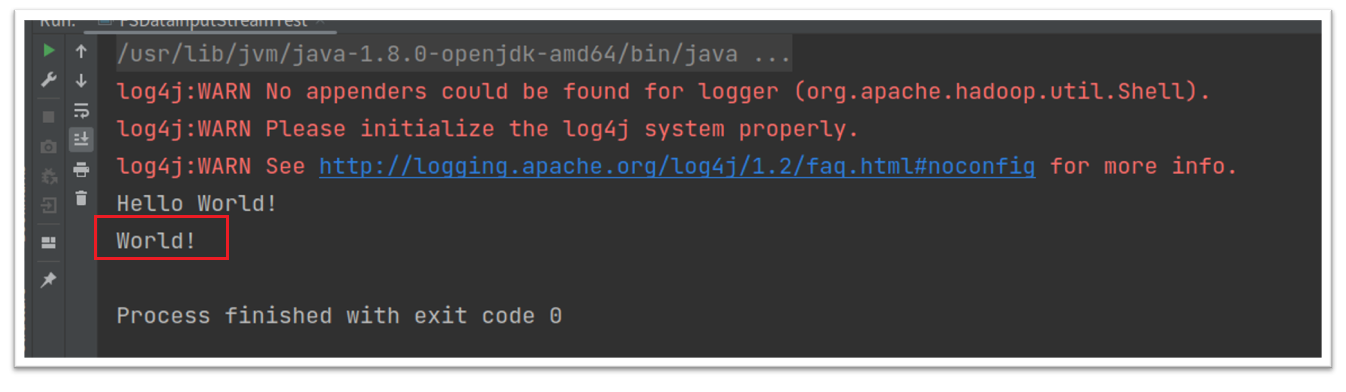 Run: FSDataInputStreamTest
/usr/lib/jvm/java-1.8.0-openjdk-amd64/bin/java ...
log4j:WARN No appenders could be found for logger (org.apache.hadoop.util.Shell).
log4j:WARN Please initialize the log4j system properly.
log4j:WARN See http://logging.apache.org/log4j/1.2/faq.html#noconfig for more info.
Hello World!
World!
Process finished with exit code 0